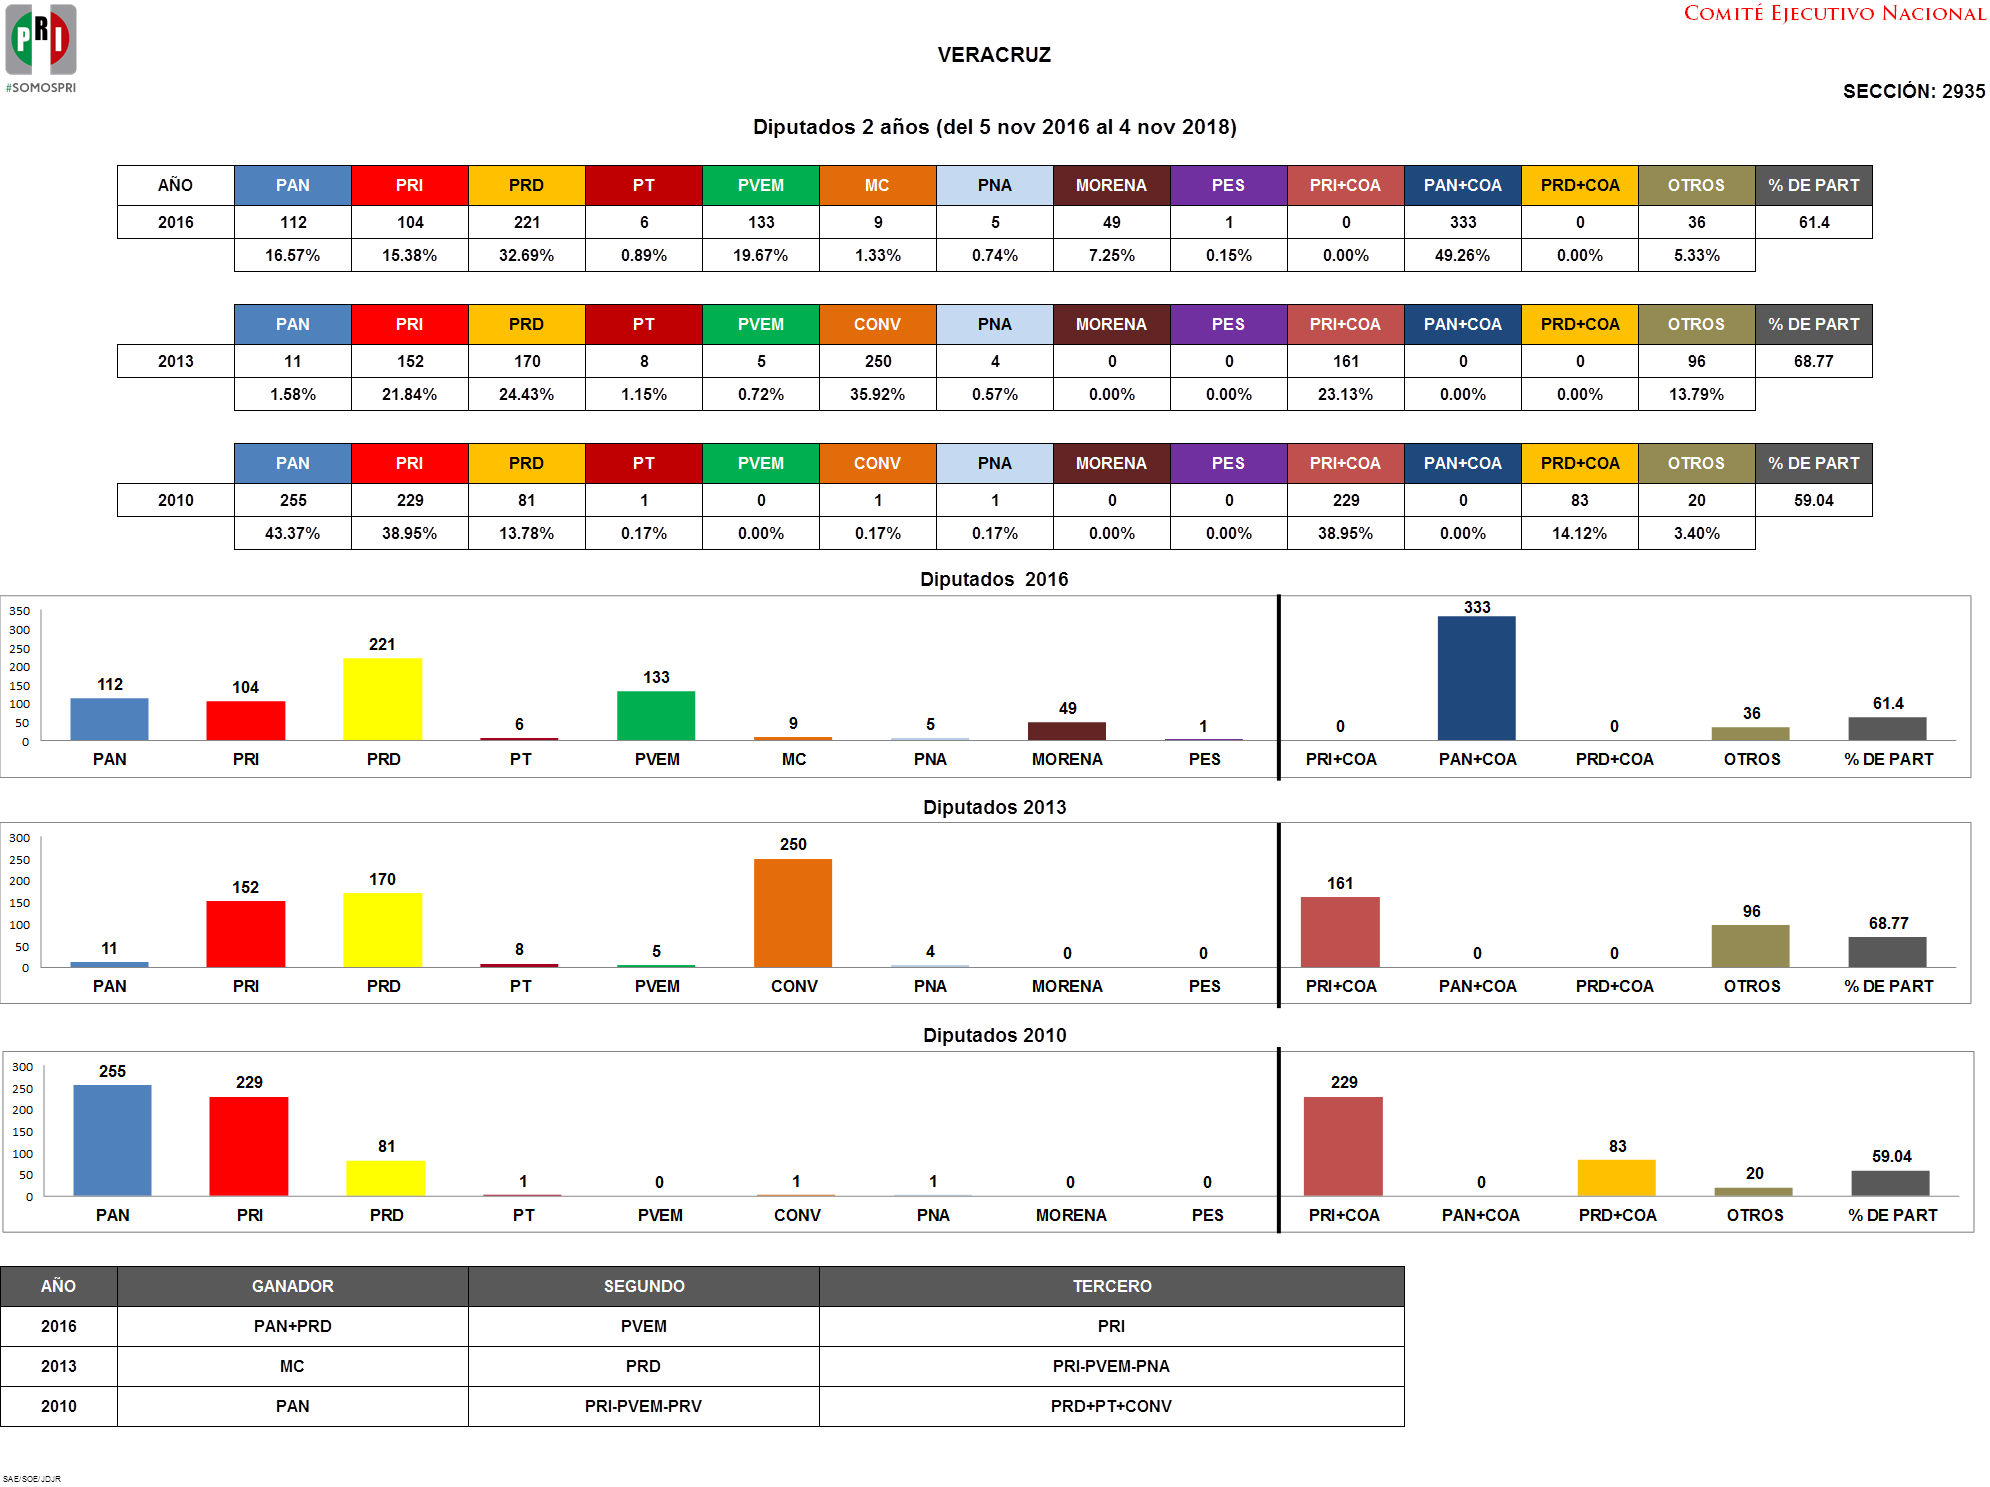 PRI
#SOMOSPRI
COMITÉ EJECUTIVO NACIONAL
VERACRUZ
SECCIÓN: 2935
Diputados 2 años (del 5 nov 2016 al 4 nov 2018)
AÑO PAN PRI PRD PT PVEM MC PNA MORENA PES PRI+COA PAN+COA PRD+COA OTROS % DE PART
2016 112 104 221 6 133 9 5 49 1 0 333 0 36 61.4
16.57% 15.38% 32.69% 0.89% 19.67% 1.33% 0.74% 7.25% 0.15% 0.00% 49.26% 0.00% 5.33%
PAN PRI PRD PT PVEM CONV PNA MORENA PES PRI+COA PAN+COA PRD+COA OTROS % DE PART
2013 11 152 170 8 5 250 4 0 0 161 0 0 96 68.77
1.58% 21.84% 24.43% 1.15% 0.72% 35.92% 0.57% 0.00% 0.00% 23.13% 0.00% 0.00% 13.79%
PAN PRI PRD PT PVEM CONV PNA MORENA PES PRI+COA PAN+COA PRD+COA OTROS % DE PART
2010 255 229 81 1 0 1 1 0 0 229 0 83 20 59.04
43.37% 38.95% 13.78% 0.17% 0.00% 0.17% 0.17% 0.00% 0.00% 38.95% 0.00% 14.12% 3.40%
Diputados 2016
350
300
250
200
150
100
50
0
112 104 221 6 133 9 5 49 1 0 333 0 36 61.4
PAN PRI PRD PT PVEM MC PNA MORENA PES PRI+COA PAN+COA PRD+COA OTROS % DE PART
Diputados 2013
300
250
200
150
100
50
0
11 152 170 8 5 250 4 0 0 161 0 0 96 68.77
PAN PRI PRD PT PVEM CONV PNA MORENA PES PRI+COA PAN+COA PRD+COA OTROS % DE PART
Diputados 2010
300
250
200
150
100
50
0
255 229 81 1 0 1 1 0 0 229 0 83 20 59.04
PAN PRI PRD PT PVEM CONV PNA MORENA PES PRI+COA PAN+COA PRD+COA OTROS % DE PART
AÑO GANADOR SEGUNDO TERCERO
2016 PAN+PRD PVEM PRI
2013 MC PRD PRI-PVEM-PNA
2010 PAN PRI-PVEM-PRV PRD+PT+CONV
SAE/SOE/JDJR